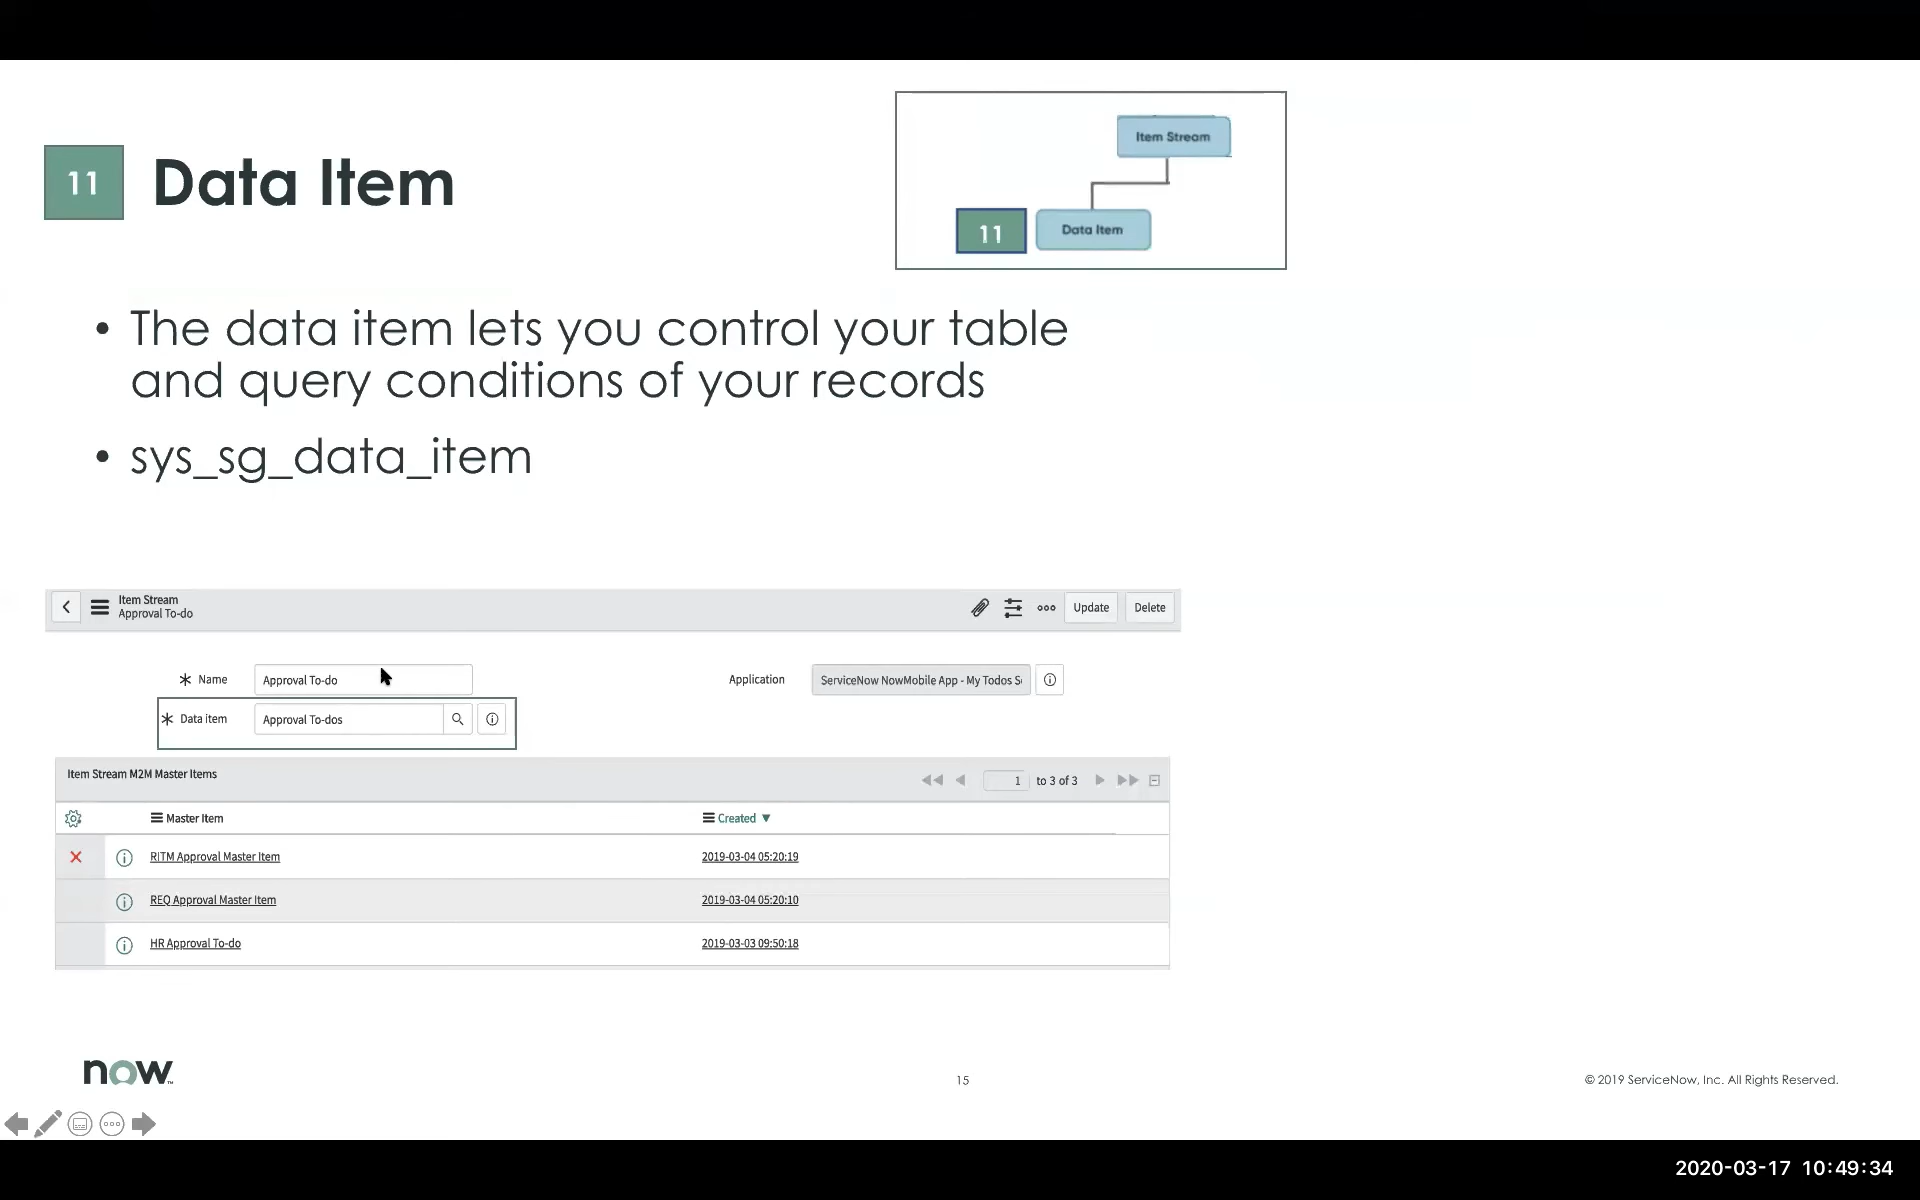 Item Stream
11
Data Item
11
Data Item
• The data item lets you control your table
and query conditions of your records
• sys_sg_data_item
Item Stream
Approval To-do
Update
Delete
Name
Approval To-do
Application
ServiceNow NowMobile App - My Todos S
Data item
Approval To-dos
Item Stream M2M Master Items
1 to 3 of 3
Master Item
Created
RITM Approval Master Item
2019-03-04 05:20:19
REQ Approval Master Item
2019-03-04 05:20:10
HR Approval To-do
2019-03-03 09:50:18
now
15
© 2019 ServiceNow, Inc. All Rights Reserved.
2020-03-17 10:49:34